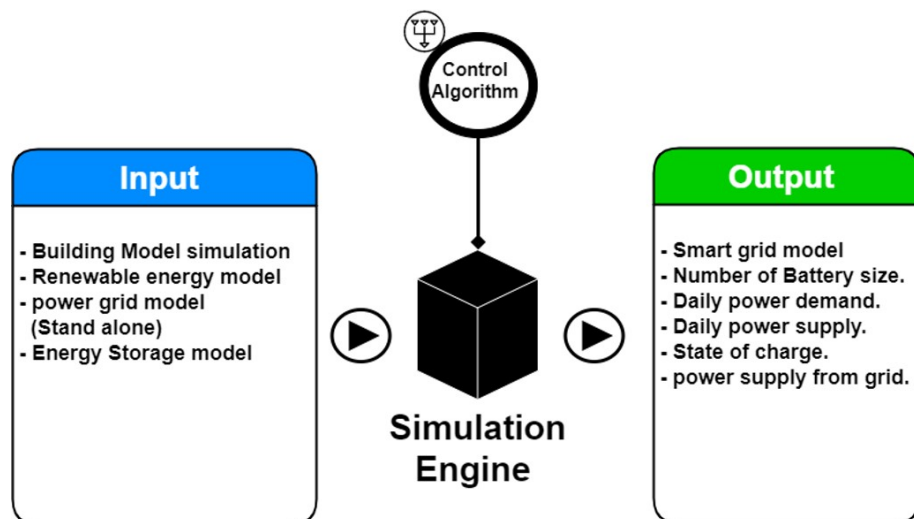 Control
Algorithm
Input
- Building Model simulation
- Renewable energy model
- power grid model
(Stand alone)
- Energy Storage model
Simulation
Engine
Output
- Smart grid model
- Number of Battery size.
- Daily power demand.
- Daily power supply.
- State of charge.
- power supply from grid.